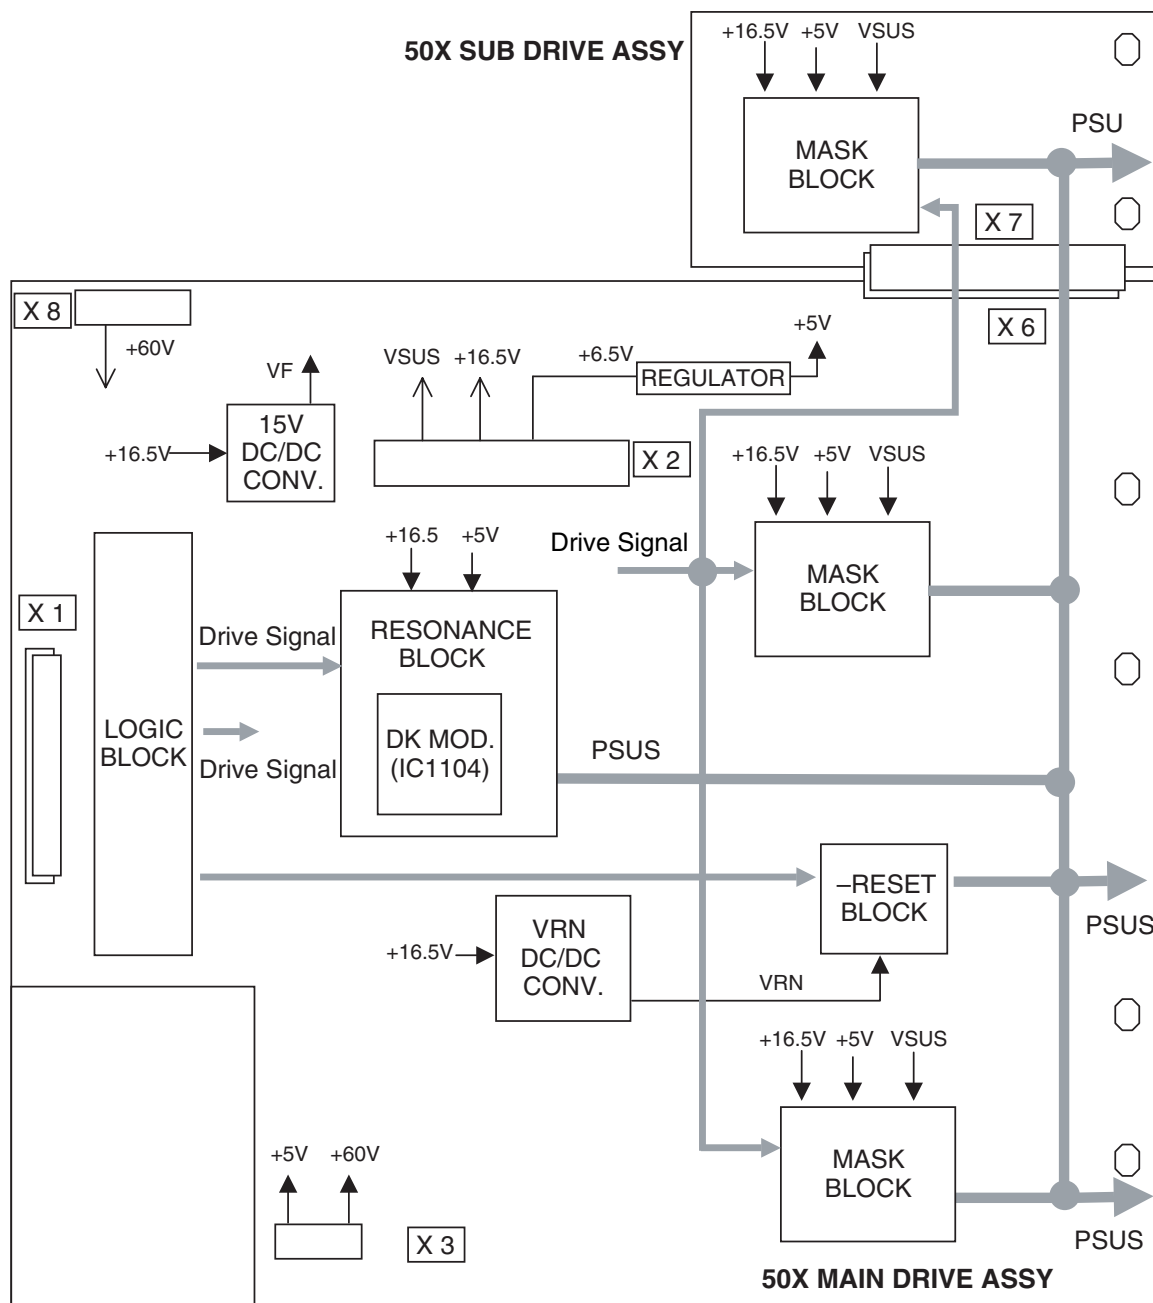 50X SUB DRIVE ASSY
+16.5V +5V VSUS
MASK
BLOCK
PSU
X 7
X 6
X 8
+60V
VF
+16.5V
15V
DC/DC
CONV.
VSUS +16.5V
+6.5V
REGULATOR
+5V
X 2
+16.5V +5V VSUS
Drive Signal
MASK
BLOCK
X 1
LOGIC
BLOCK
Drive Signal
Drive Signal
+16.5 +5V
RESONANCE
BLOCK
DK MOD.
(IC1104)
PSUS
–RESET
BLOCK
PSUS
+16.5V
VRN
DC/DC
CONV.
VRN
+16.5V +5V VSUS
MASK
BLOCK
PSUS
+5V +60V
X 3
50X MAIN DRIVE ASSY